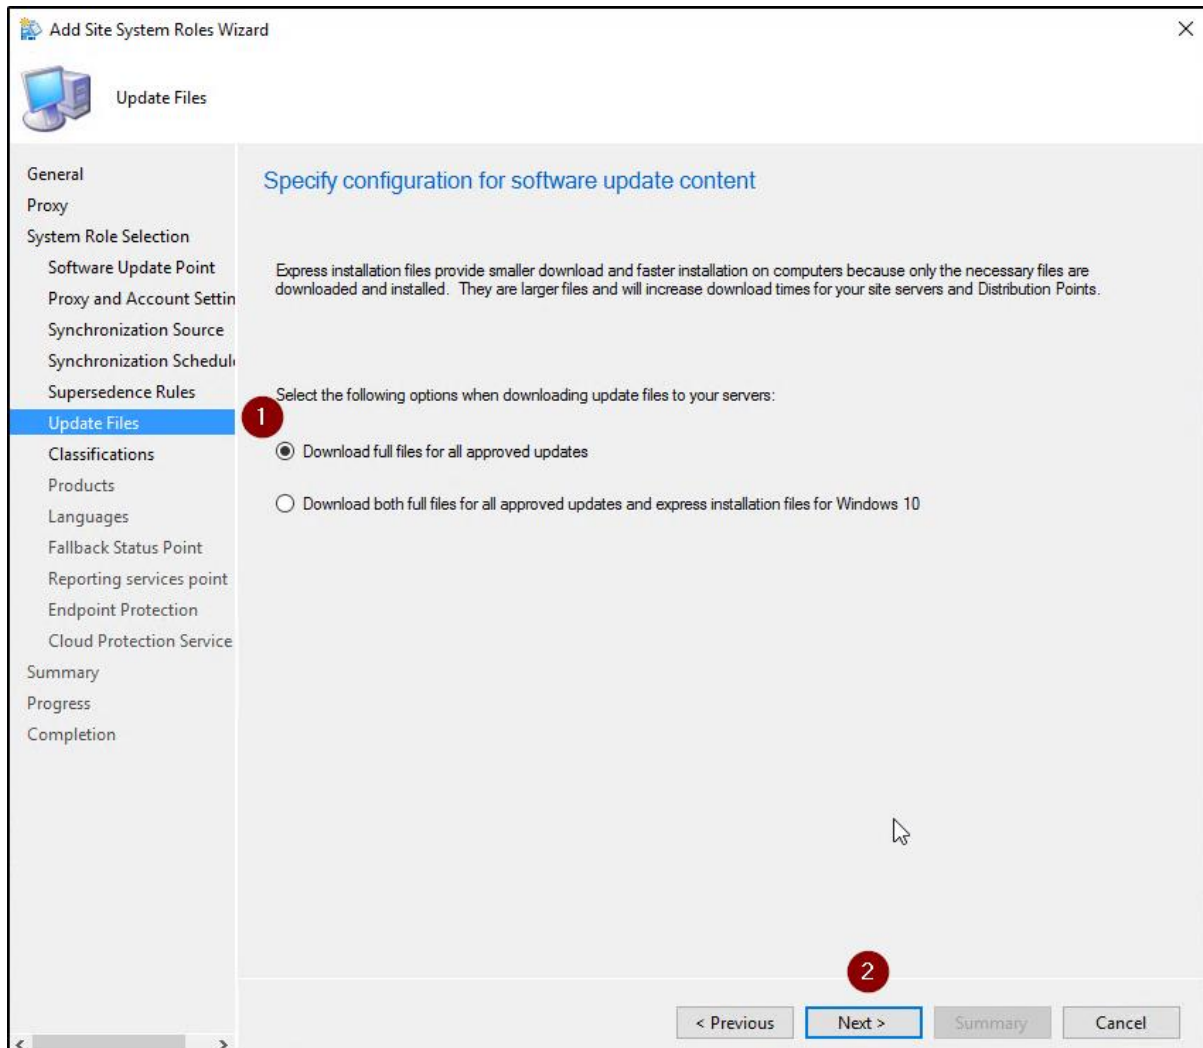 Add Site System Roles Wizard
Update Files
General
Proxy
System Role Selection
Software Update Point
Proxy and Account Settin
Synchronization Source
Synchronization Schedul
Supersedence Rules
Update Files
Classifications
Products
Languages
Fallback Status Point
Reporting services point
Endpoint Protection
Cloud Protection Service
Summary
Progress
Completion
Specify configuration for software update content
Express installation files provide smaller download and faster installation on computers because only the necessary files are
downloaded and installed. They are larger files and will increase download times for your site servers and Distribution Points.
Select the following options when downloading update files to your servers:
1
Download full files for all approved updates
Download both full files for all approved updates and express installation files for Windows 10
2
< Previous
Next >
Summary
Cancel